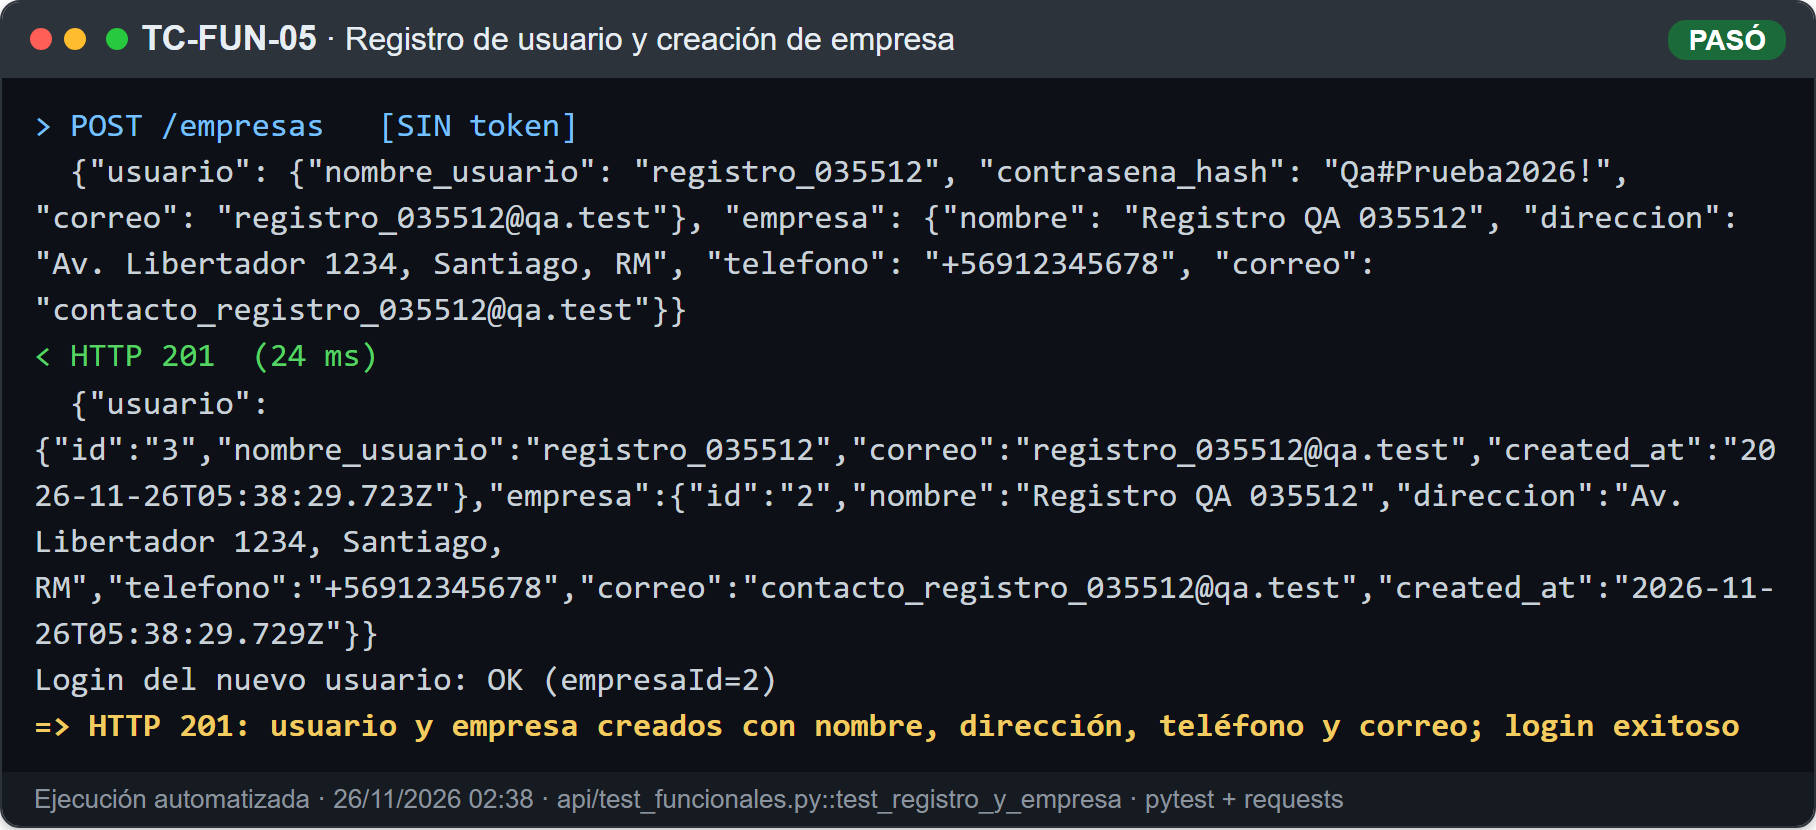 TC-FUN-05 · Registro de usuario y creación de empresa
PASÓ
> POST /empresas   [SIN token]
{"usuario": {"nombre_usuario": "registro_035512", "contrasena_hash": "Qa#Prueba2026!",
"correo": "registro_035512@qa.test"}, "empresa": {"nombre": "Registro QA 035512", "direccion":
"Av. Libertador 1234, Santiago, RM", "telefono": "+56912345678", "correo":
"contacto_registro_035512@qa.test"}}
< HTTP 201  (24 ms)
{"usuario":
{"id":"3","nombre_usuario":"registro_035512","correo":"registro_035512@qa.test","created_at":"20
26-11-26T05:38:29.723Z"},"empresa":{"id":"2","nombre":"Registro QA 035512","direccion":"Av.
Libertador 1234, Santiago,
RM","telefono":"+56912345678","correo":"contacto_registro_035512@qa.test","created_at":"2026-11-
26T05:38:29.729Z"}}
Login del nuevo usuario: OK (empresaId=2)
=> HTTP 201: usuario y empresa creados con nombre, dirección, teléfono y correo; login exitoso
Ejecución automatizada · 26/11/2026 02:38 · api/test_funcionales.py::test_registro_y_empresa · pytest + requests